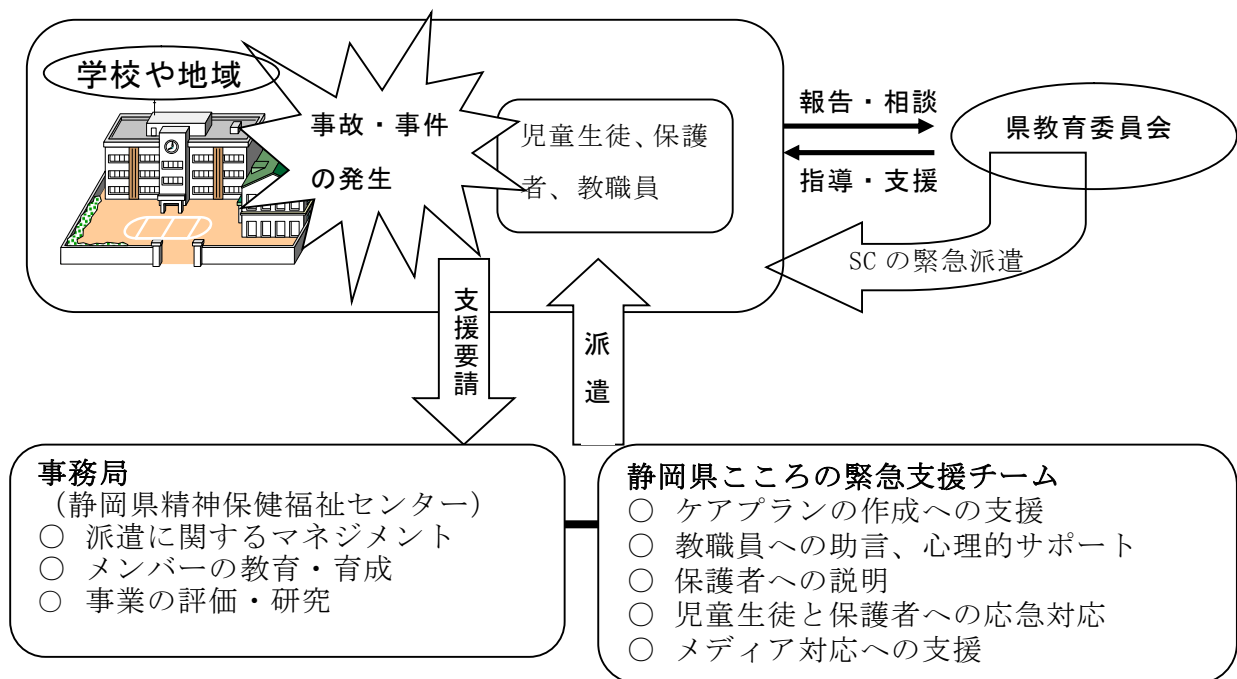 学校や地域
事故・事件
の発生
児童生徒、保護
者、教職員
報告・相談
指導・支援
県教育委員会
SCの緊急派遣
支援要請
派遣
事務局
（静岡県精神保健福祉センター）
○ 派遣に関するマネジメント
○ メンバーの教育・育成
○ 事業の評価・研究
静岡県こころの緊急支援チーム
○ ケアプランの作成への支援
○ 教職員への助言、心理的サポート
○ 保護者への説明
○ 児童生徒と保護者への応急対応
○ メディア対応への支援